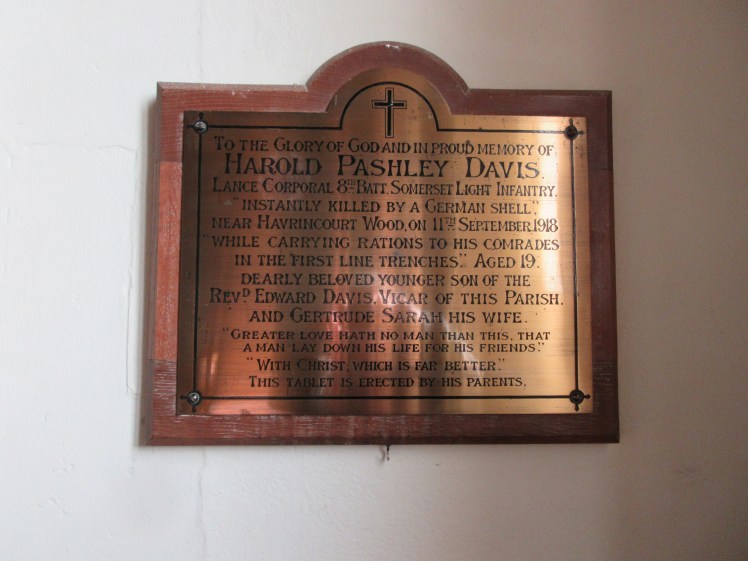 To the Glory of God and in proud memory of
Harold Pashley Davis.
Lance Corporal 8th Batt. Somerset Light Infantry.
"Instantly killed by a German shell",
near Havrincourt Wood, on 11th September, 1918
"while carrying rations to his comrades
in the first line trenches." Aged 19.
dearly beloved younger son of the
Revd Edward Davis, Vicar of this Parish,
and Gertrude Sarah his wife.
"Greater love hath no man than this, that
a man lay down his life for his friends."
"With Christ; which is far better."
This tablet is erected by his parents.